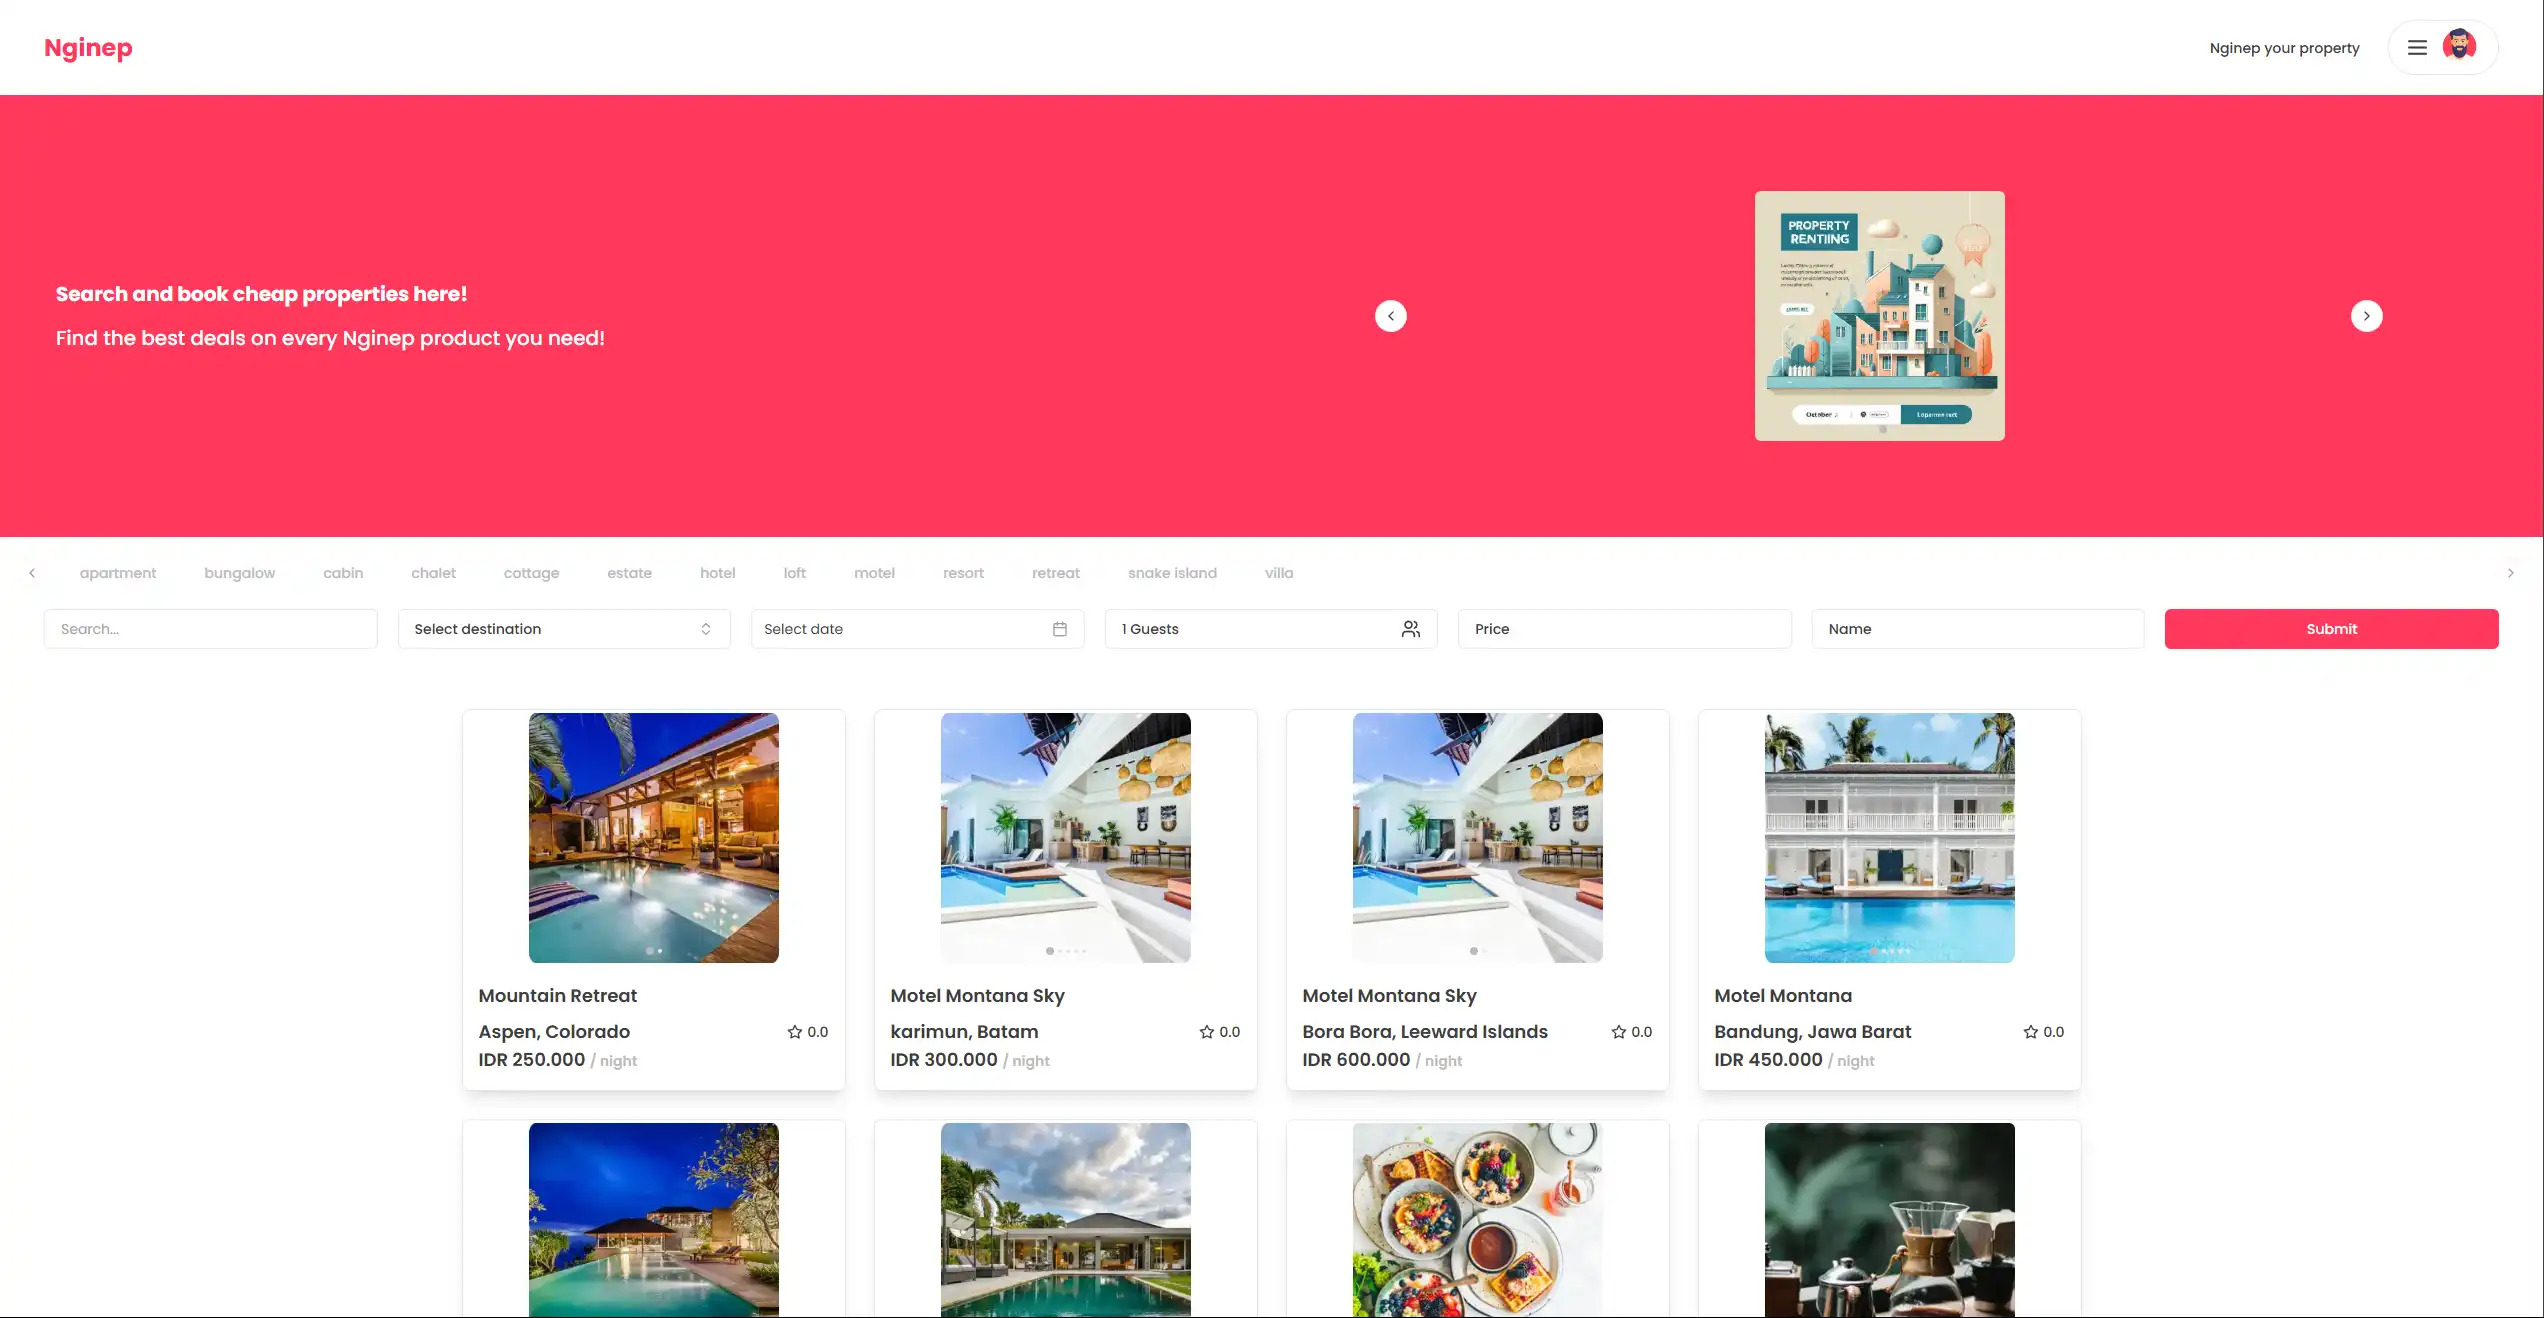 Nginep
Nginep your property
Search and book cheap properties here!
Find the best deals on every Nginep product you need!
PROPERTY
RENTIING
October
apartment
bungalow
cabin
chalet
cottage
estate
hotel
loft
motel
resort
retreat
snake island
villa
Search...
Select destination
Select date
1 Guests
Price
Name
Submit
Mountain Retreat
Aspen, Colorado
0.0
IDR 250.000 / night
Motel Montana Sky
karimun, Batam
0.0
IDR 300.000 / night
Motel Montana Sky
Bora Bora, Leeward Islands
0.0
IDR 600.000 / night
Motel Montana
Bandung, Jawa Barat
0.0
IDR 450.000 / night